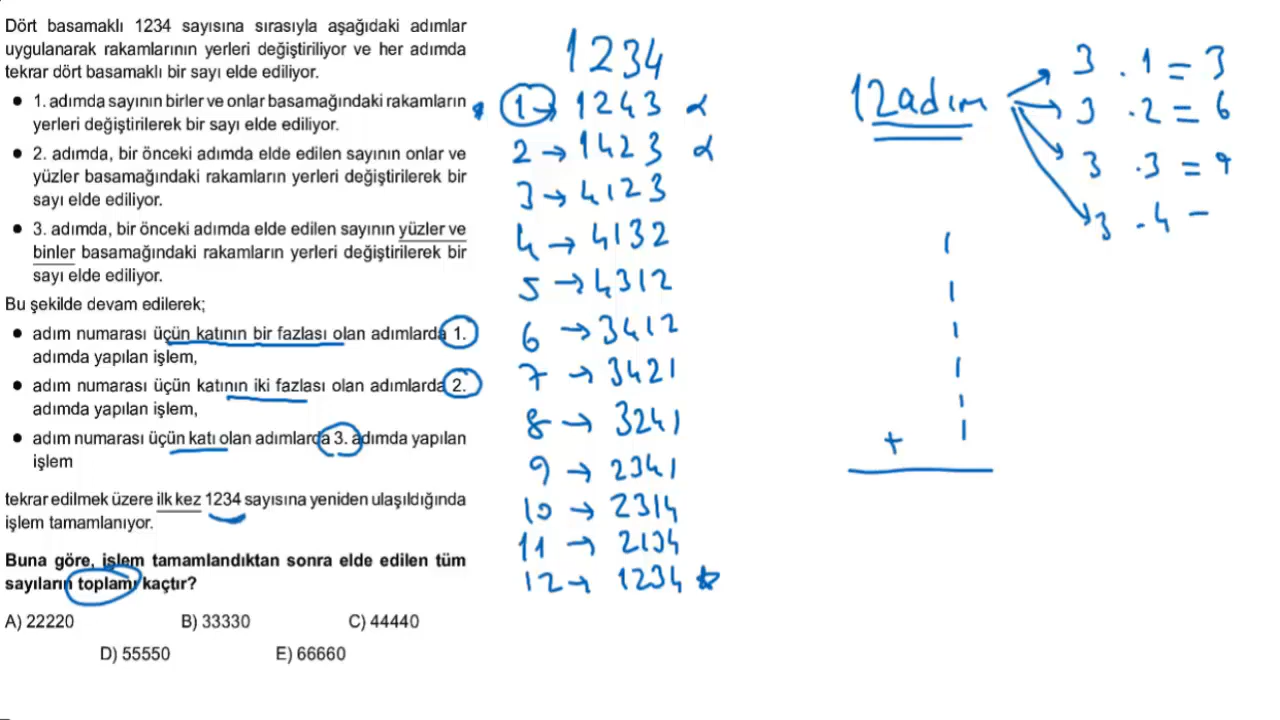 Dört basamaklı 1234 sayısına sırasıyla aşağıdaki adımlar
uygulanarak rakamlarının yerleri değiştiriliyor ve her adımda
tekrar dört basamaklı bir sayı elde ediliyor.
• 1. adımda sayının birler ve onlar basamağındaki rakamların
yerleri değiştirilerek bir sayı elde ediliyor.
• 2. adımda, bir önceki adımda elde edilen sayının onlar ve
yüzler basamağındaki rakamların yerleri değiştirilerek bir
sayı elde ediliyor.
• 3. adımda, bir önceki adımda elde edilen sayının yüzler ve
binler basamağındaki rakamların yerleri değiştirilerek bir
sayı elde ediliyor.
Bu şekilde devam edilerek;
• adım numarası üçün katının bir fazlası olan adımlarda 1.
adımda yapılan işlem,
• adım numarası üçün katının iki fazlası olan adımlarda 2.
adımda yapılan işlem,
• adım numarası üçün katı olan adımlarda 3. adımda yapılan
işlem
tekrar edilmek üzere ilk kez 1234 sayısına yeniden ulaşıldığında
işlem tamamlanıyor.
Buna göre, işlem tamamlandıktan sonra elde edilen tüm
sayıların toplamı kaçtır?
A) 22220 B) 33330 C) 44440
D) 55550 E) 66660
1234
1 → 1243 α
2 → 1423 α
3 → 4123
4 → 4132
5 → 4312
6 → 3412
7 → 3421
8 → 3241
9 → 2341
10 → 2314
11 → 2134
12 → 1234
12 adım
3 . 1 = 3
3 . 2 = 6
3 . 3 = 9
3 . 4 =
1
1
1
1
1
+ 1